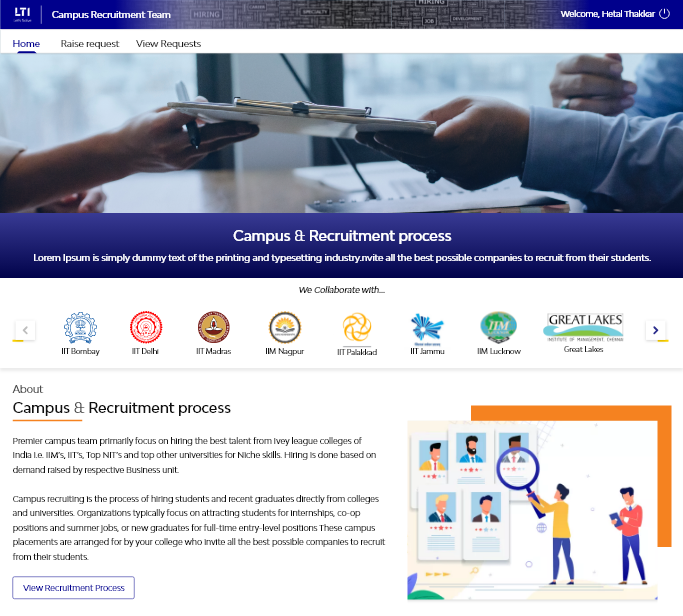 LTI
Campus Recruitment Team
HIRING
HIRING
JOB
Welcome, Hetal Thakkar
Home Raise request View Requests
Campus & Recruitment process
Lorem Ipsum is simply dummy text of the printing and typesetting industry.nvite all the best possible companies to recruit from their students.
We Collaborate with....
IIM
GREAT LAKES
INSTITUTE OF MANAGEMENT, CHENNAI
IIT Bombay IIT Delhi IIT Madras IIM Nagpur IIT Palakkad IIT Jammu IIM Lucknow Great Lakes
About
Campus & Recruitment process
Premier campus team primarily focus on hiring the best talent from Ivey league colleges of
India i.e. IIM's, IIT's, Top NIT's and top other universities for Niche skills. Hiring is done based on
demand raised by respective Business unit.
Campus recruiting is the process of hiring students and recent graduates directly from colleges
and universities. Organizations typically focus on attracting students for internships, co-op
positions and summer jobs, or new graduates for full-time entry-level positions These campus
placements are arranged for by your college who invite all the best possible companies to recruit
from their students.
View Recruitment Process